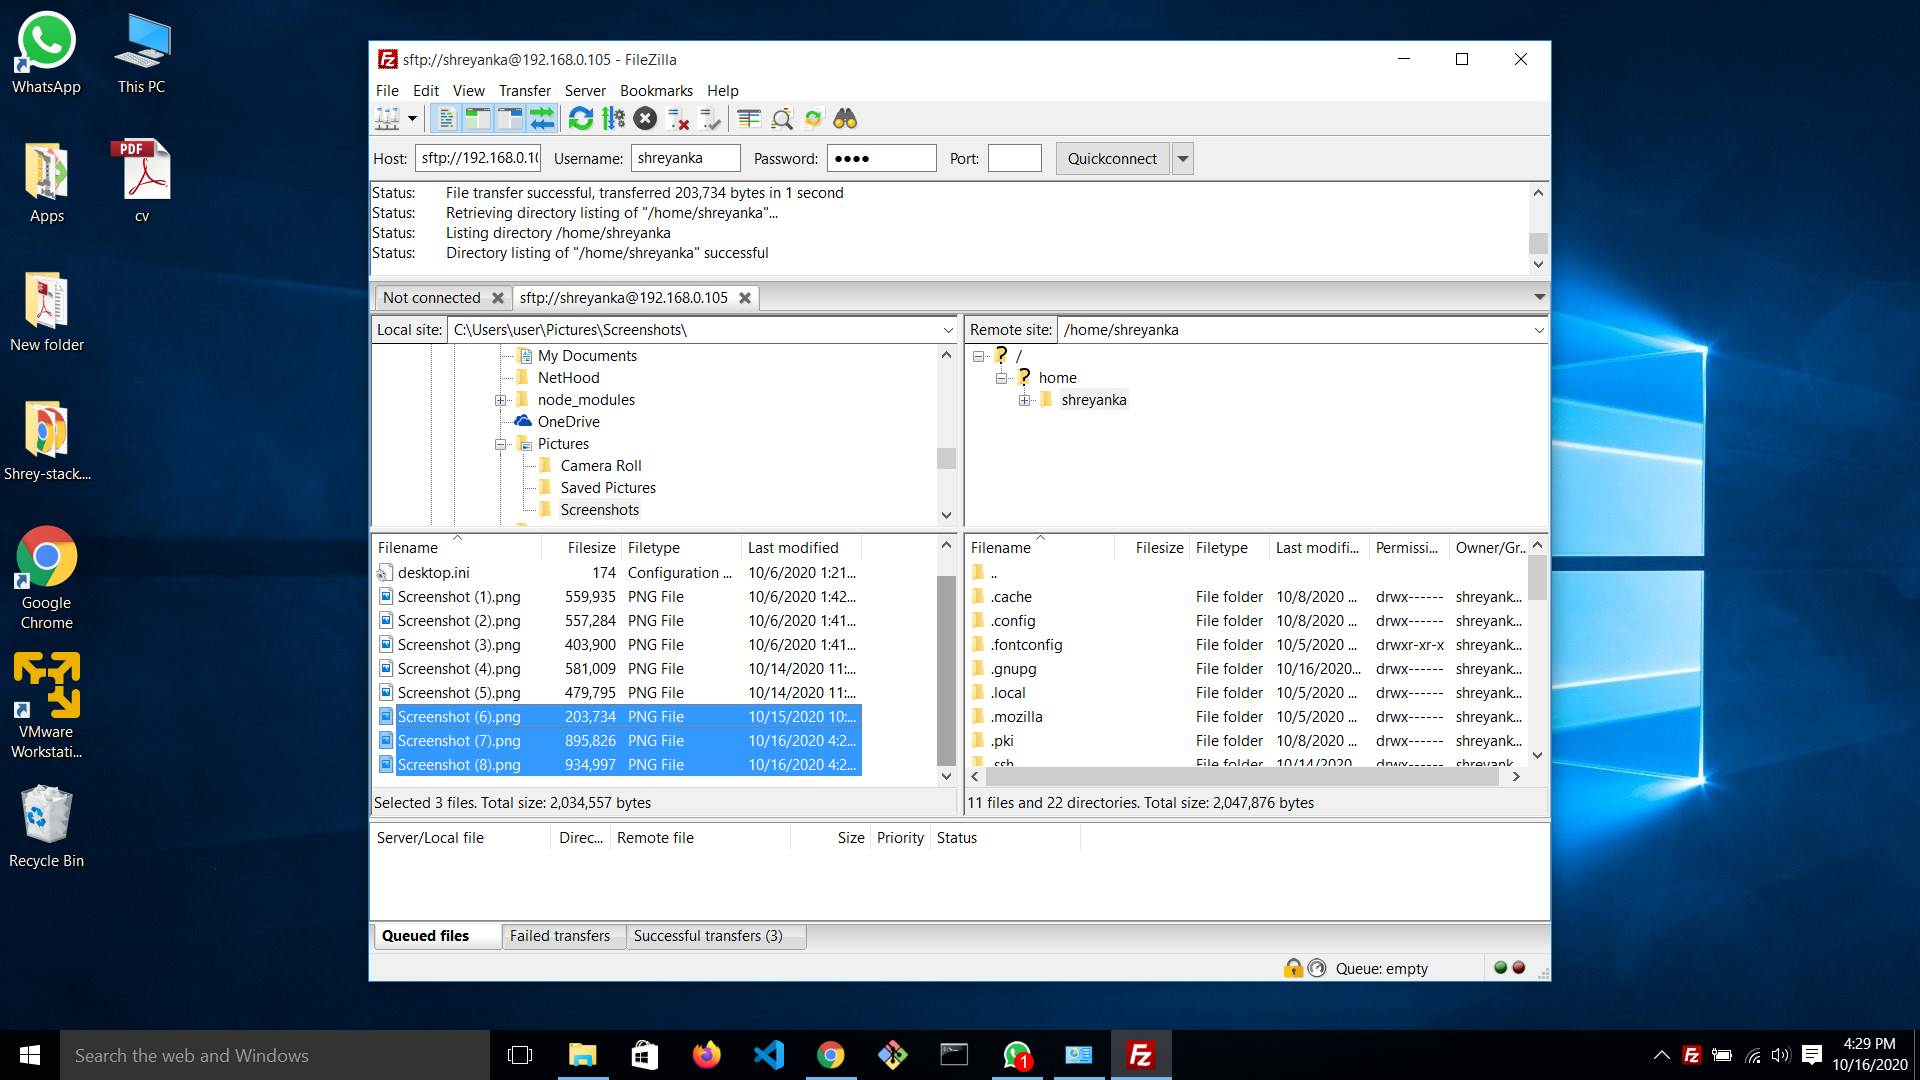 WhatsApp
This PC
Apps
PDF
cv
New folder
Shrey-stack....
Google
Chrome
VMware
Workstati...
Recycle Bin
sftp://shreyanka@192.168.0.105 - FileZilla
File Edit View Transfer Server Bookmarks Help
Host: sftp://192.168.0.1 Username: shreyanka Password: ●●●● Port: Quickconnect
Status: File transfer successful, transferred 203,734 bytes in 1 second
Status: Retrieving directory listing of "/home/shreyanka"...
Status: Listing directory /home/shreyanka
Status: Directory listing of "/home/shreyanka" successful
Not connected sftp://shreyanka@192.168.0.105
Local site: C:\Users\user\Pictures\Screenshots\
My Documents
NetHood
node_modules
OneDrive
Pictures
Camera Roll
Saved Pictures
Screenshots
Remote site: /home/shreyanka
/
home
shreyanka
Filename Filesize Filetype Last modified
desktop.ini 174 Configuration ... 10/6/2020 1:21...
Screenshot (1).png 559,935 PNG File 10/6/2020 1:42...
Screenshot (2).png 557,284 PNG File 10/6/2020 1:41...
Screenshot (3).png 403,900 PNG File 10/6/2020 1:41...
Screenshot (4).png 581,009 PNG File 10/14/2020 11:...
Screenshot (5).png 479,795 PNG File 10/14/2020 11:...
Screenshot (6).png 203,734 PNG File 10/15/2020 10:...
Screenshot (7).png 895,826 PNG File 10/16/2020 4:2...
Screenshot (8).png 934,997 PNG File 10/16/2020 4:2...
Selected 3 files. Total size: 2,034,557 bytes
Filename Filesize Filetype Last modifi... Permissi... Owner/Gr...
..
.cache File folder 10/8/2020 ... drwx------ shreyank...
.config File folder 10/8/2020 ... drwx------ shreyank...
.fontconfig File folder 10/5/2020 ... drwxr-xr-x shreyank...
.gnupg File folder 10/16/2020... drwx------ shreyank...
.local File folder 10/5/2020 ... drwx------ shreyank...
.mozilla File folder 10/5/2020 ... drwx------ shreyank...
.pki File folder 10/8/2020 ... drwx------ shreyank...
.ssh File folder 10/14/2020 drwx------ shreyank...
11 files and 22 directories. Total size: 2,047,876 bytes
Server/Local file Direc... Remote file Size Priority Status
Queued files Failed transfers Successful transfers (3)
Queue: empty
Search the web and Windows
1
4:29 PM
10/16/2020